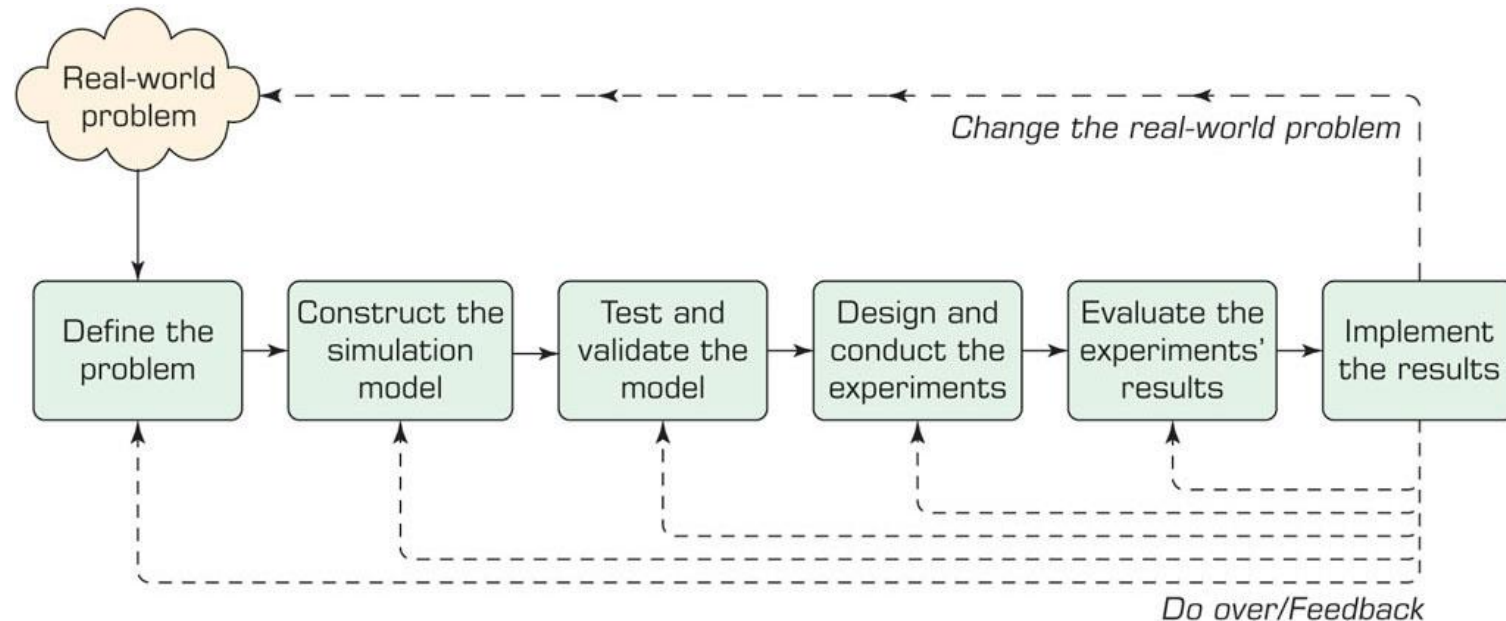 Real-world
problem
Change the real-world problem
Define the
problem
Construct the
simulation
model
Test and
validate the
model
Design and
conduct the
experiments
Evaluate the
experiments’
results
Implement
the results
Do over/Feedback